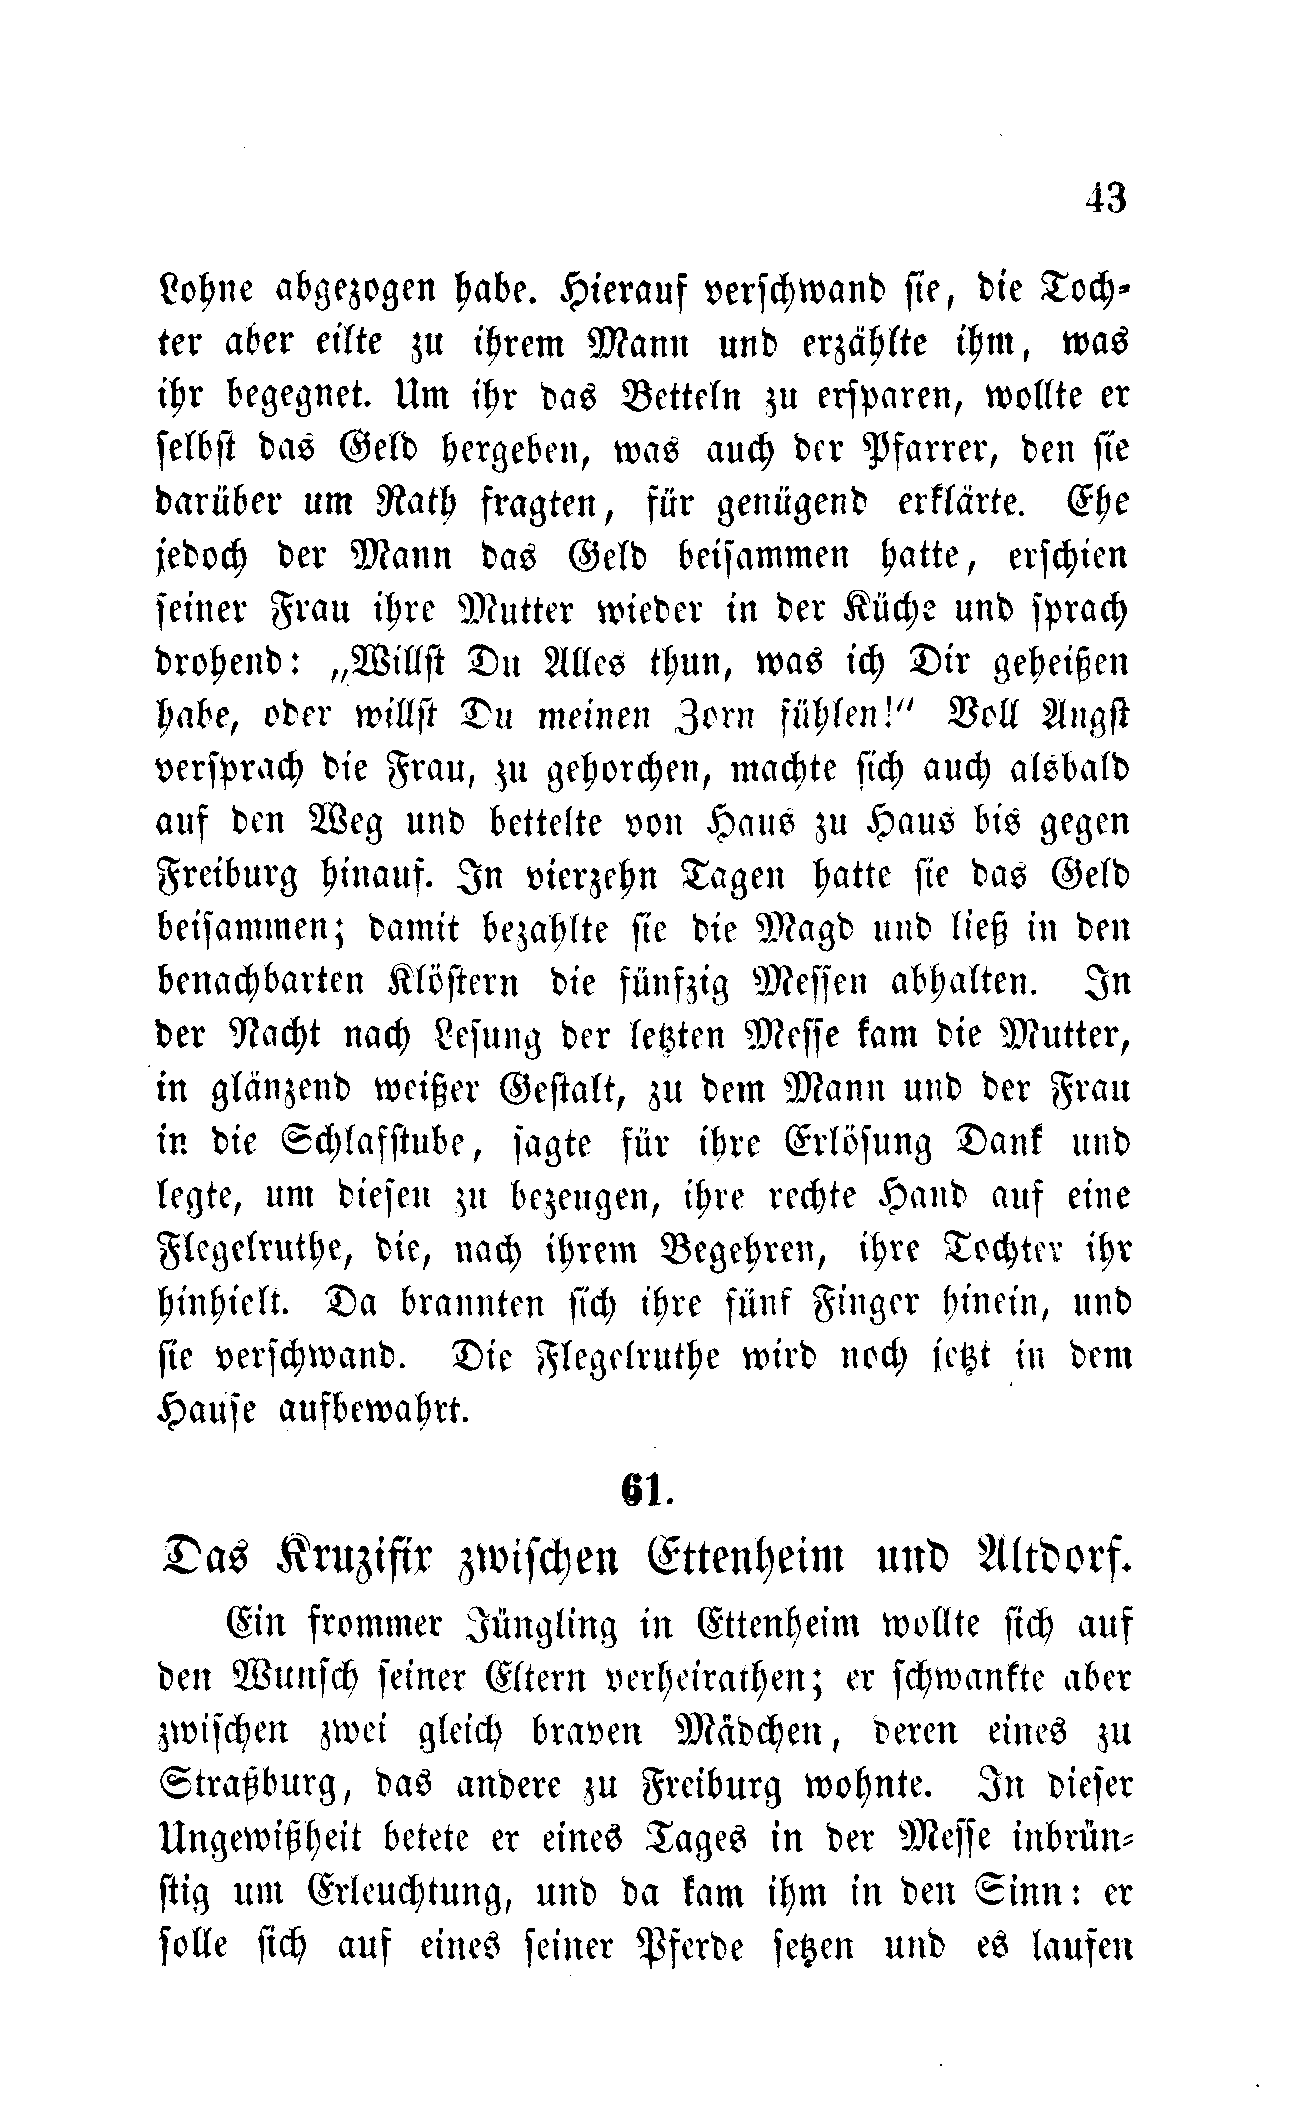 43
Lohne abgezogen habe. Hierauf verschwand sie, die Toch-
ter aber eilte zu ihrem Mann und erzählte ihm, was
ihr begegnet. Um ihr das Betteln zu ersparen, wollte er
selbst das Geld hergeben, was auch der Pfarrer, den sie
darüber um Rath fragten, für genügend erklärte. Ehe
jedoch der Mann das Geld beisammen hatte, erschien
seiner Frau ihre Mutter wieder in der Küche und sprach
drohend: „Willst Du Alles thun, was ich Dir geheißen
habe, oder willst Du meinen Zorn fühlen!“ Voll Angst
versprach die Frau, zu gehorchen, machte sich auch alsbald
auf den Weg und bettelte von Haus zu Haus bis gegen
Freiburg hinauf. In vierzehn Tagen hatte sie das Geld
beisammen; damit bezahlte sie die Magd und ließ in den
benachbarten Klöstern die fünfzig Messen abhalten. In
der Nacht nach Lesung der letzten Messe kam die Mutter,
in glänzend weißer Gestalt, zu dem Mann und der Frau
in die Schlafstube, sagte für ihre Erlösung Dank und
legte, um diesen zu bezeugen, ihre rechte Hand auf eine
Flegelruthe, die, nach ihrem Begehren, ihre Tochter ihr
hinhielt. Da brannten sich ihre fünf Finger hinein, und
sie verschwand. Die Flegelruthe wird noch jetzt in dem
Hause aufbewahrt.
61.
Das Kruzifix zwischen Ettenheim und Altdorf.
Ein frommer Jüngling in Ettenheim wollte sich auf
den Wunsch seiner Eltern verheirathen; er schwankte aber
zwischen zwei gleich braven Mädchen, deren eines zu
Straßburg, das andere zu Freiburg wohnte. In dieser
Ungewißheit betete er eines Tages in der Messe inbrün-
stig um Erleuchtung, und da kam ihm in den Sinn: er
solle sich auf eines seiner Pferde setzen und es laufen